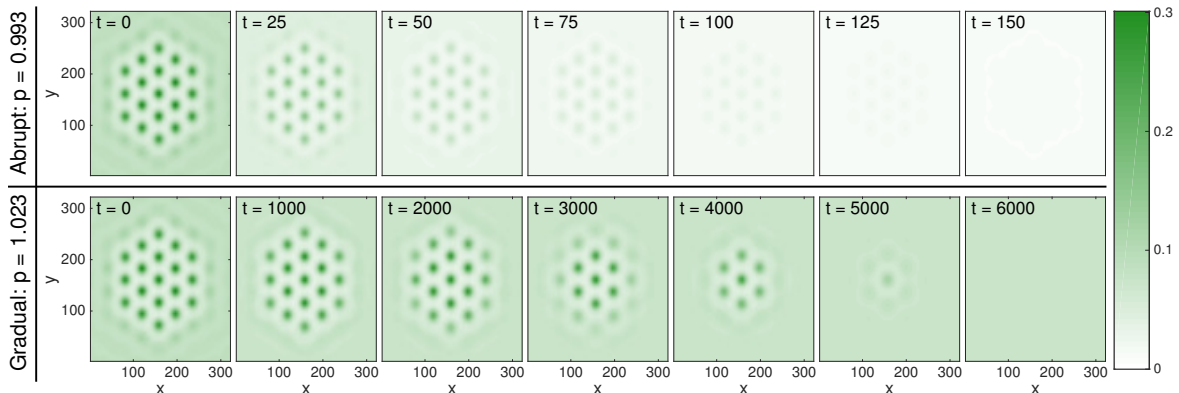 Abrupt: p = 0.993
y
300
200
100
t = 0
t = 25
t = 50
t = 75
t = 100
t = 125
t = 150
0.3
0.2
0.1
0
Gradual: p = 1.023
y
300
200
100
t = 0
t = 1000
t = 2000
t = 3000
t = 4000
t = 5000
t = 6000
100 200 300
100 200 300
100 200 300
100 200 300
100 200 300
100 200 300
100 200 300
x
x
x
x
x
x
x